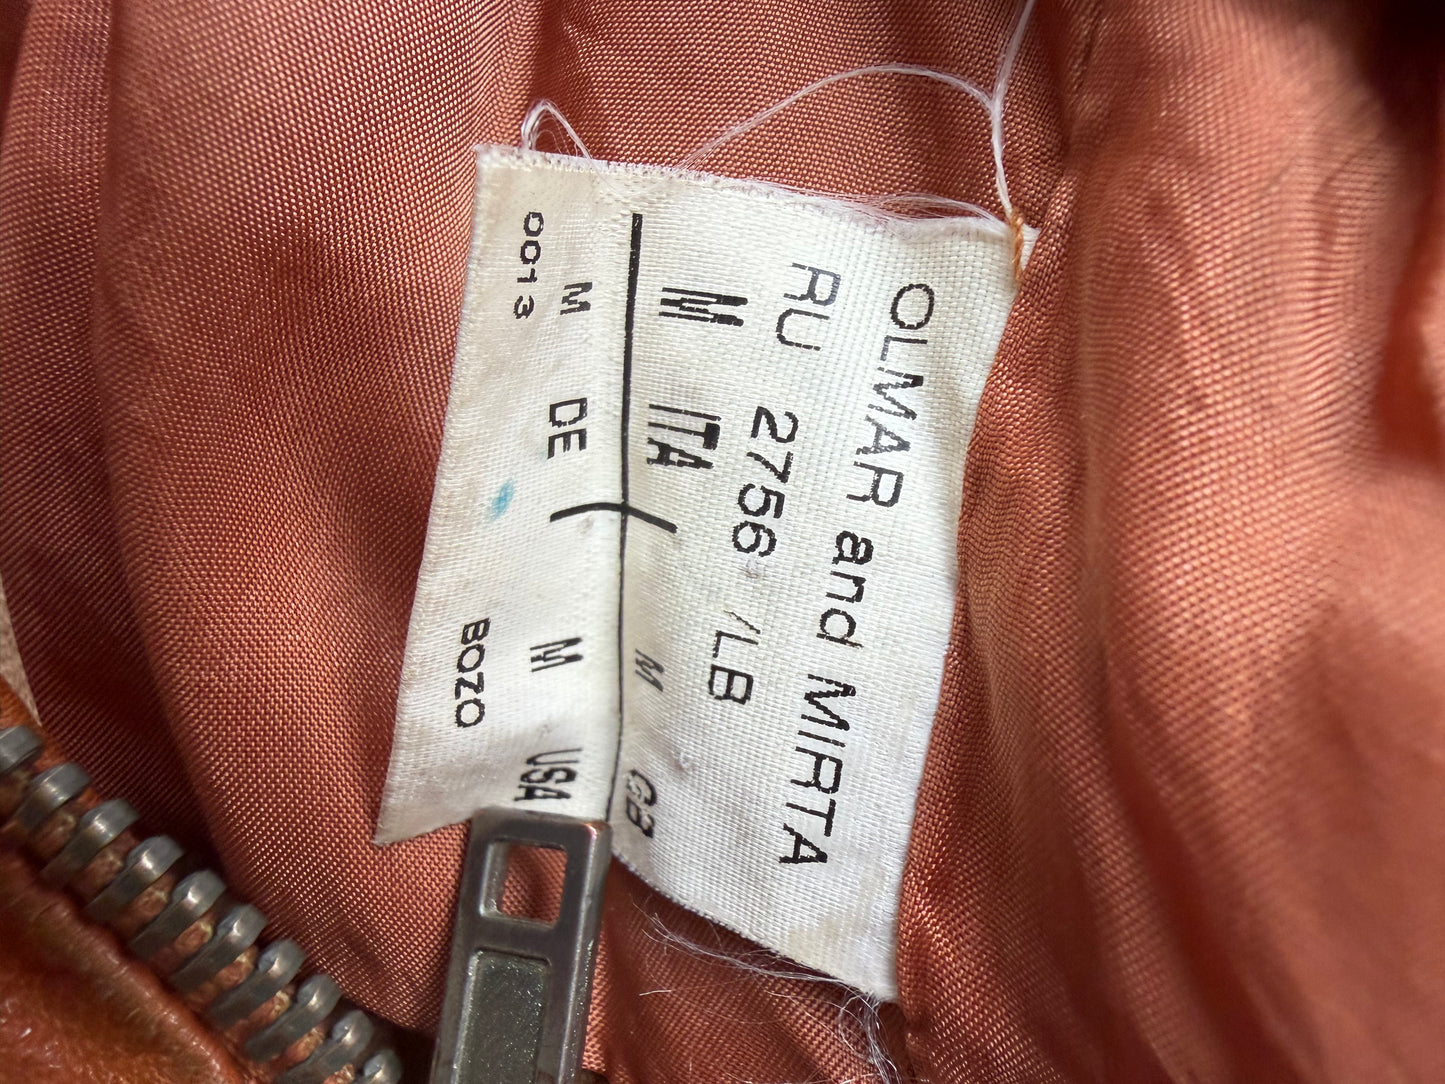 OLMAR and MIRTA
RU 2756 /LB
M ITA M GB
M DE M USA
0013 BOZO